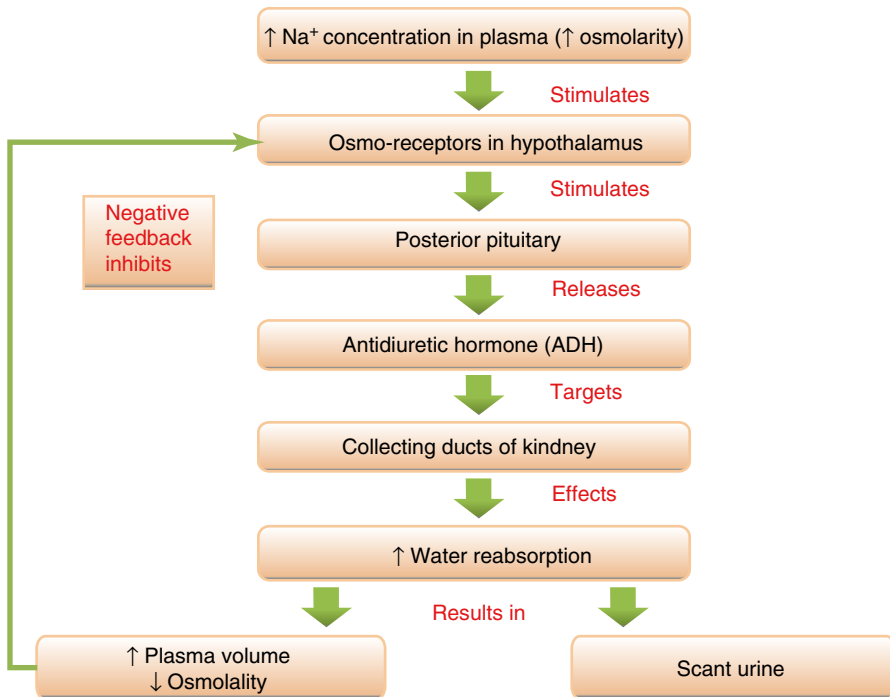 ↑ Na⁺ concentration in plasma (↑ osmolarity)
Stimulates
Osmo-receptors in hypothalamus
Stimulates
Negative
feedback
inhibits
Posterior pituitary
Releases
Antidiuretic hormone (ADH)
Targets
Collecting ducts of kindney
Effects
↑ Water reabsorption
Results in
↑ Plasma volume
↓ Osmolality
Scant urine